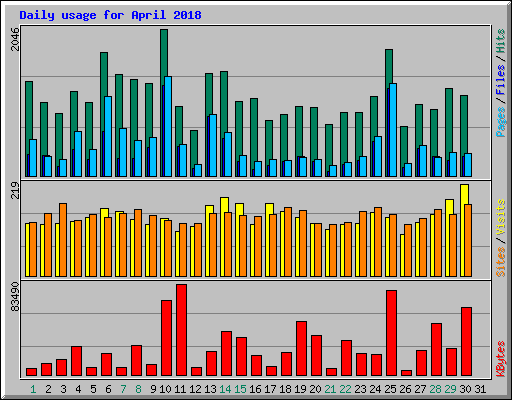 Daily usage for April 2018
2046
219
83490
Pages / Files / Hits
Sites / Visits
KBytes
1 2 3 4 5 6 7 8 9 10 11 12 13 14 15 16 17 18 19 20 21 22 23 24 25 26 27 28 29 30 31